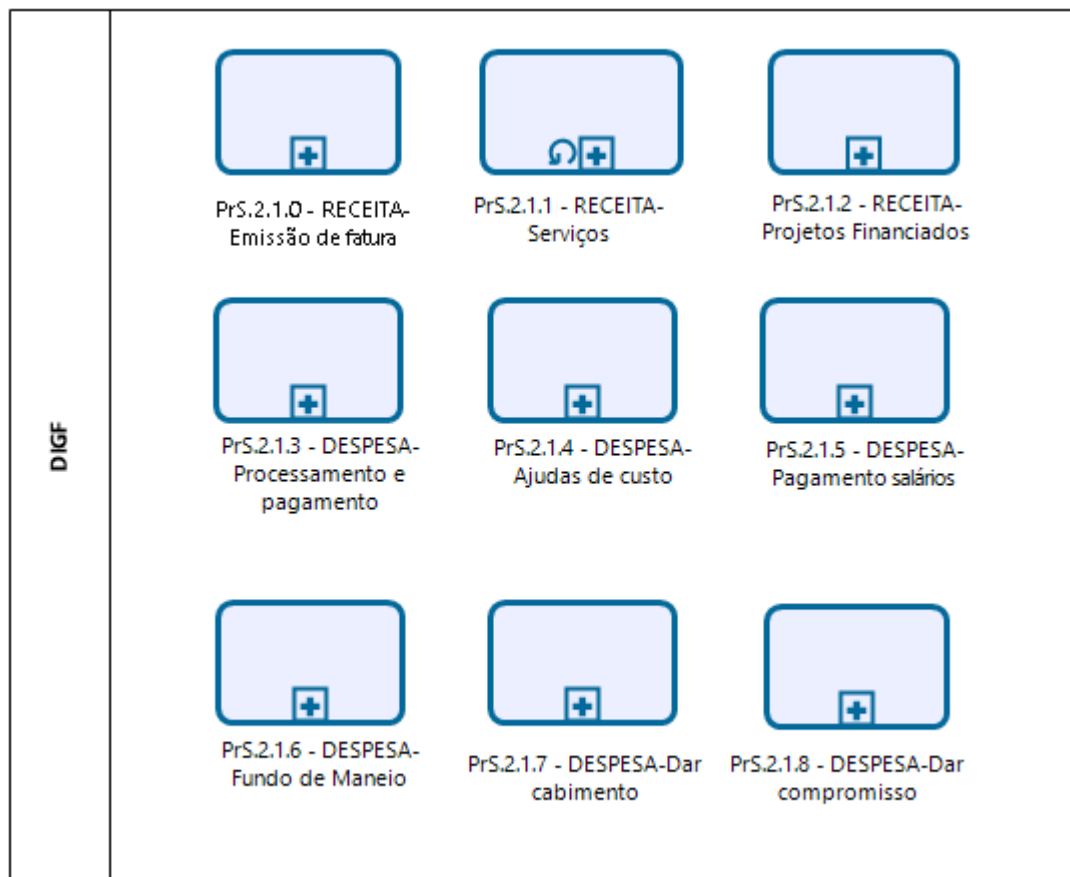 DIGF
PrS.2.1.0 - RECEITA-
Emissão de fatura
PrS.2.1.1 - RECEITA-
Serviços
PrS.2.1.2 - RECEITA-
Projetos Financiados
PrS.2.1.3 - DESPESA-
Processamento e
pagamento
PrS.2.1.4 - DESPESA-
Ajudas de custo
PrS.2.1.5 - DESPESA-
Pagamento salários
PrS.2.1.6 - DESPESA-
Fundo de Maneio
PrS.2.1.7 - DESPESA-Dar
cabimento
PrS.2.1.8 - DESPESA-Dar
compromisso